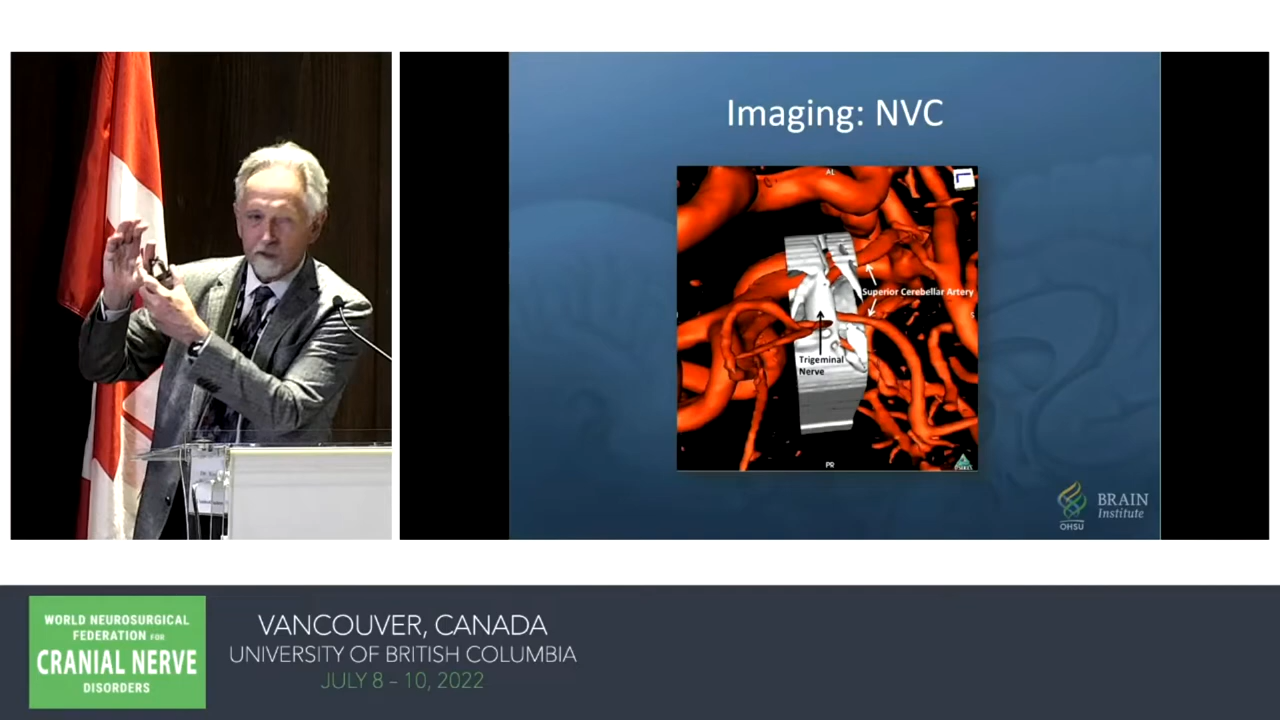 Imaging: NVC
AL
Superior Cerebellar Artery
Trigeminal
Nerve
PR
BRAIN
Institute
OHSU
WORLD NEUROSURGICAL
FEDERATION FOR
CRANIAL NERVE
DISORDERS
VANCOUVER, CANADA
UNIVERSITY OF BRITISH COLUMBIA
JULY 8 – 10, 2022